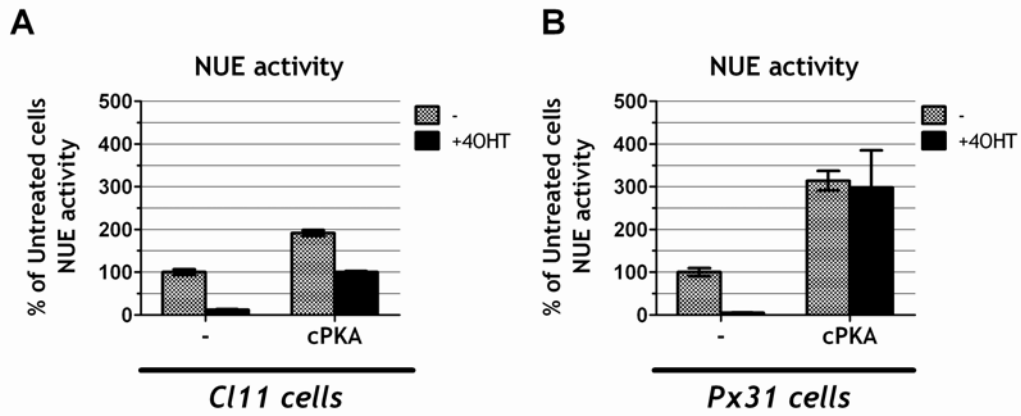 A
NUE activity
% of Untreated cells
NUE activity
500
400
300
200
100
0
-
+4OHT
-
cPKA
Cl11 cells
B
NUE activity
% of Untreated cells
NUE activity
500
400
300
200
100
0
-
+4OHT
-
cPKA
Px31 cells